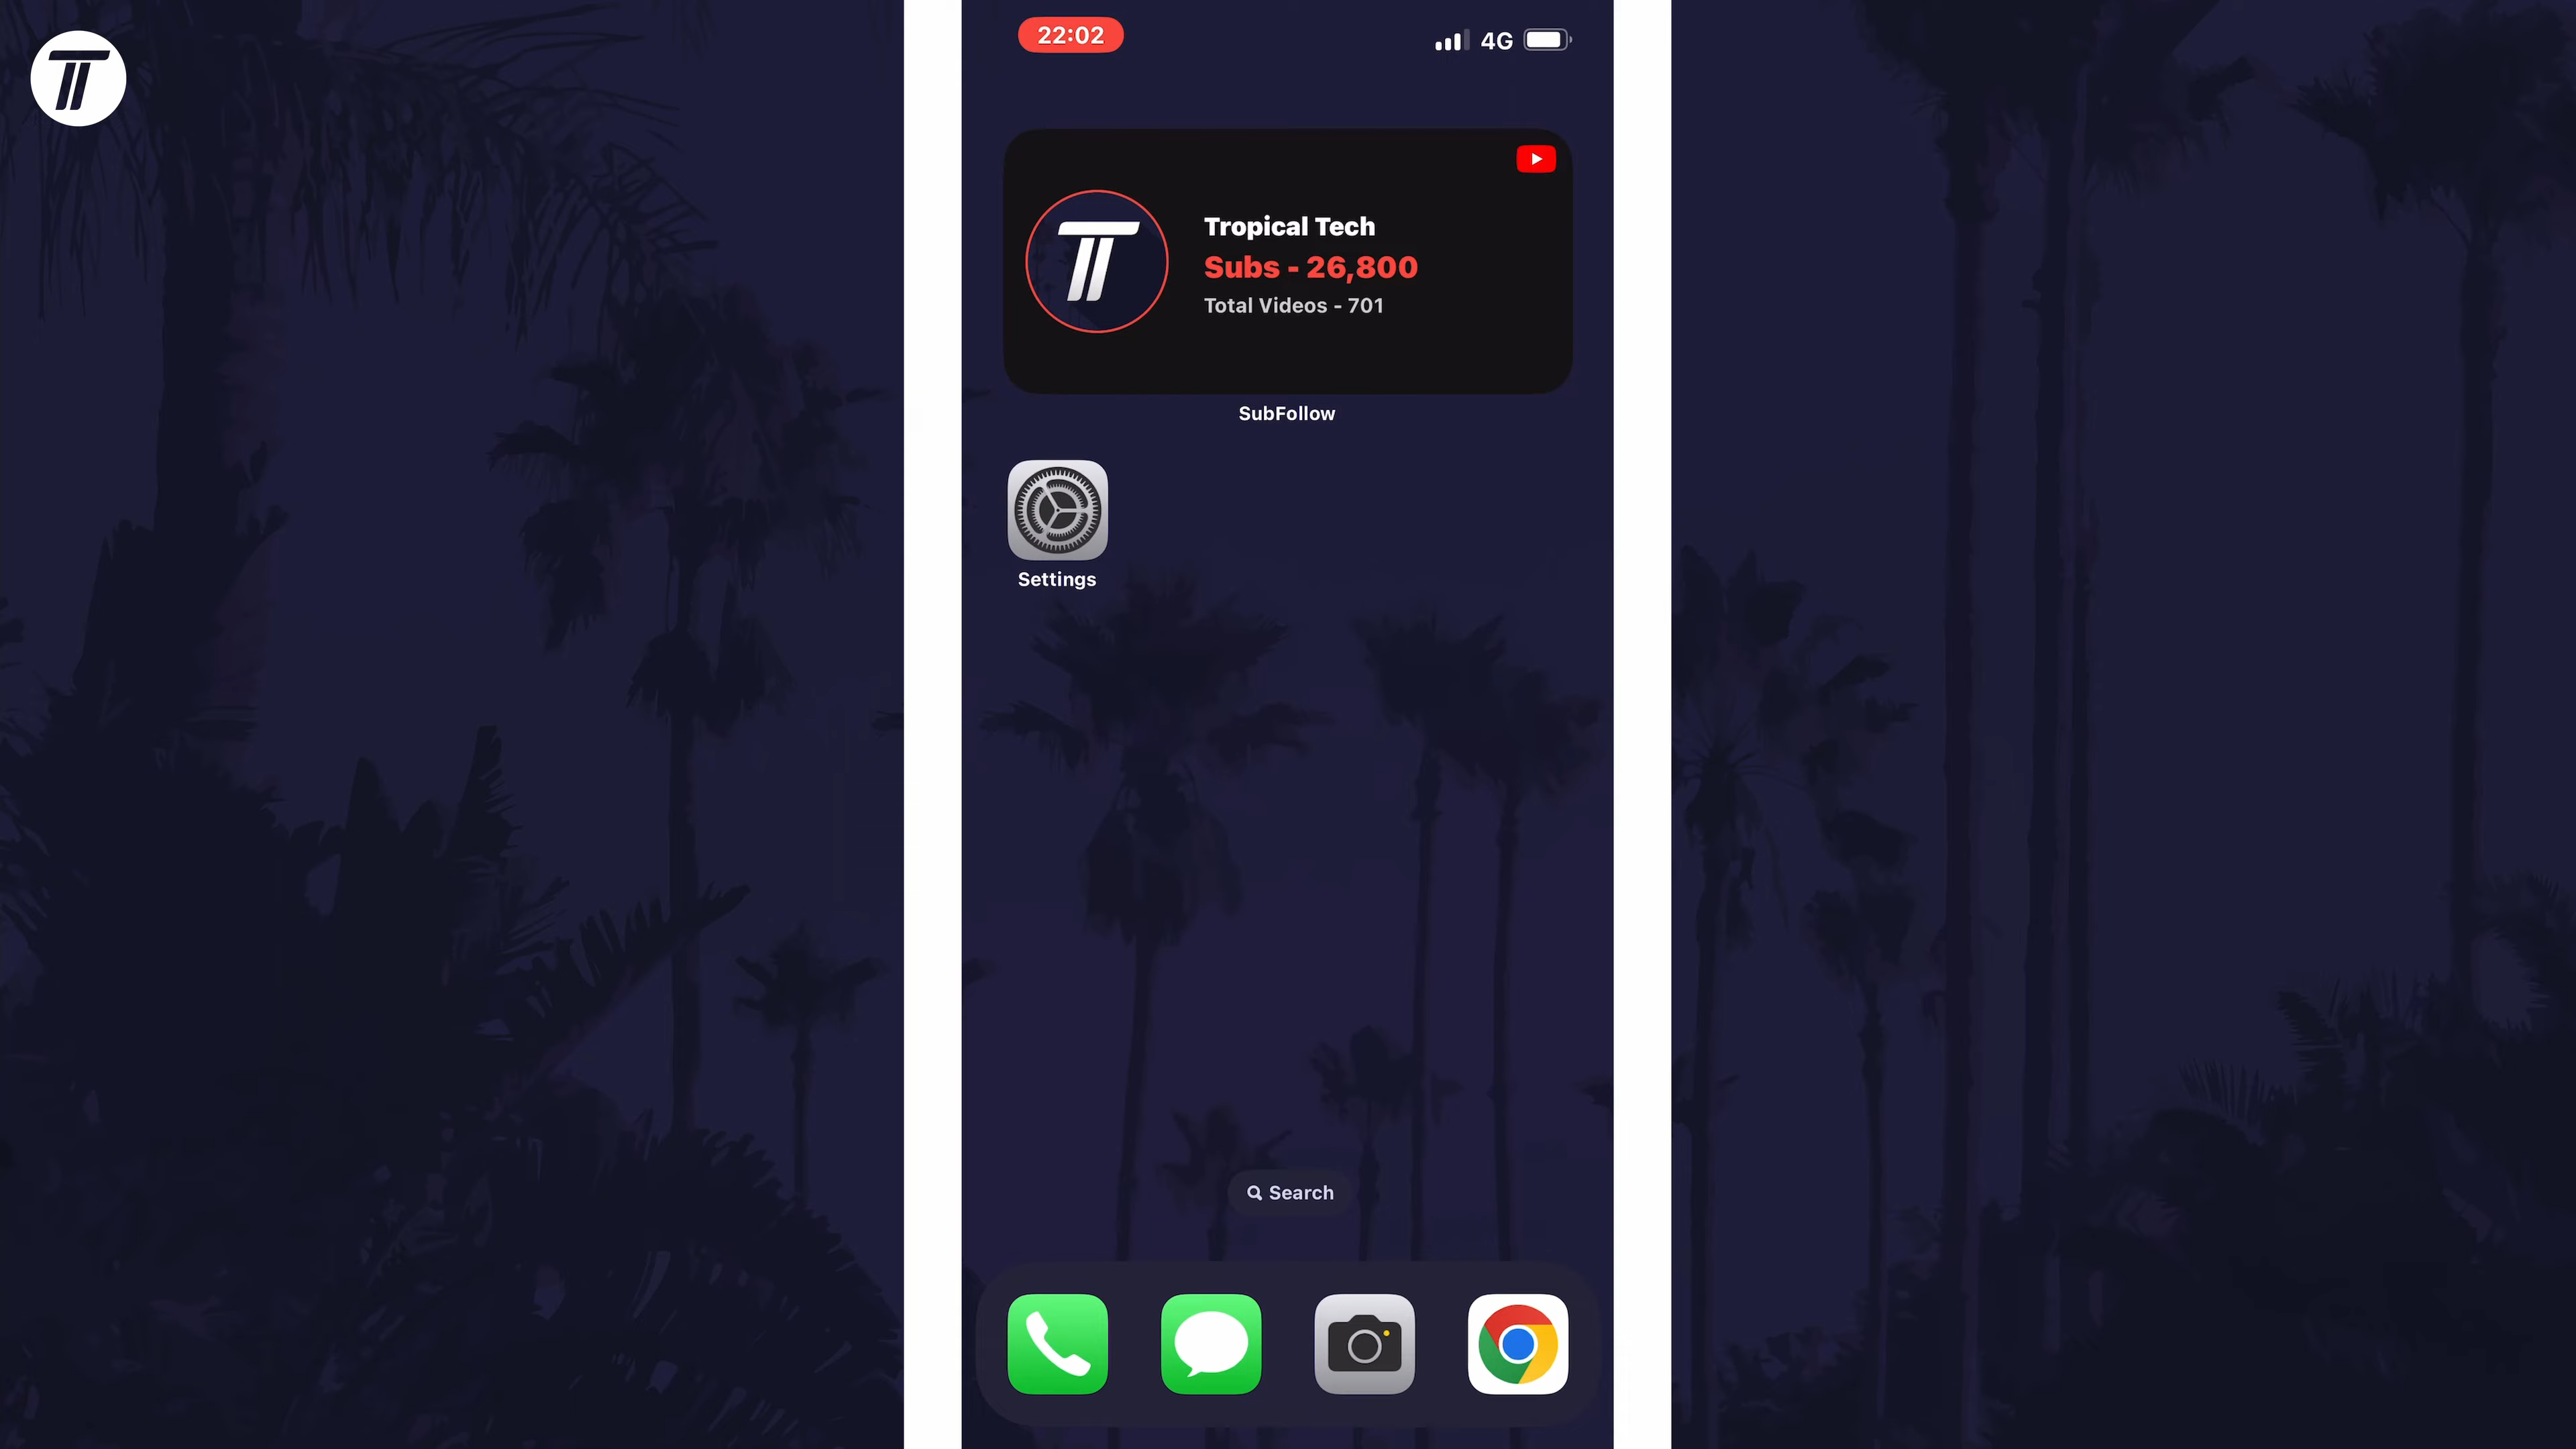 22:02
4G
Tropical Tech
Subs - 26,800
Total Videos - 701
SubFollow
Settings
Search